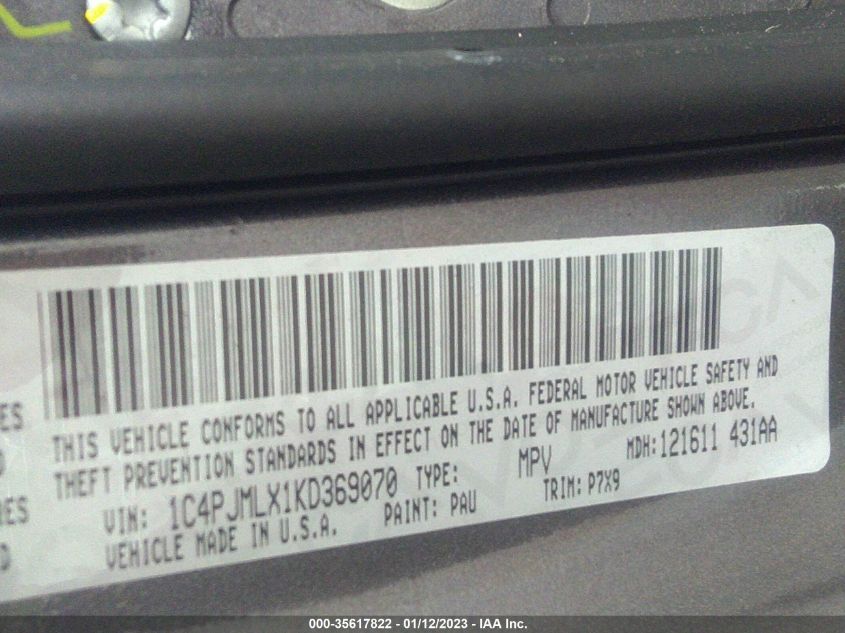 THIS VEHICLE CONFORMS TO ALL APPLICABLE U.S.A. FEDERAL MOTOR VEHICLE SAFETY AND
THEFT PREVENTION STANDARDS IN EFFECT ON THE DATE OF MANUFACTURE SHOWN ABOVE.
VIN: 1C4PJMLX1KD369070 TYPE: MPV MDH:121611 431AA
VEHICLE MADE IN U.S.A. PAINT: PAU TRIM: P7X9
000-35617822 - 01/12/2023 - IAA Inc.